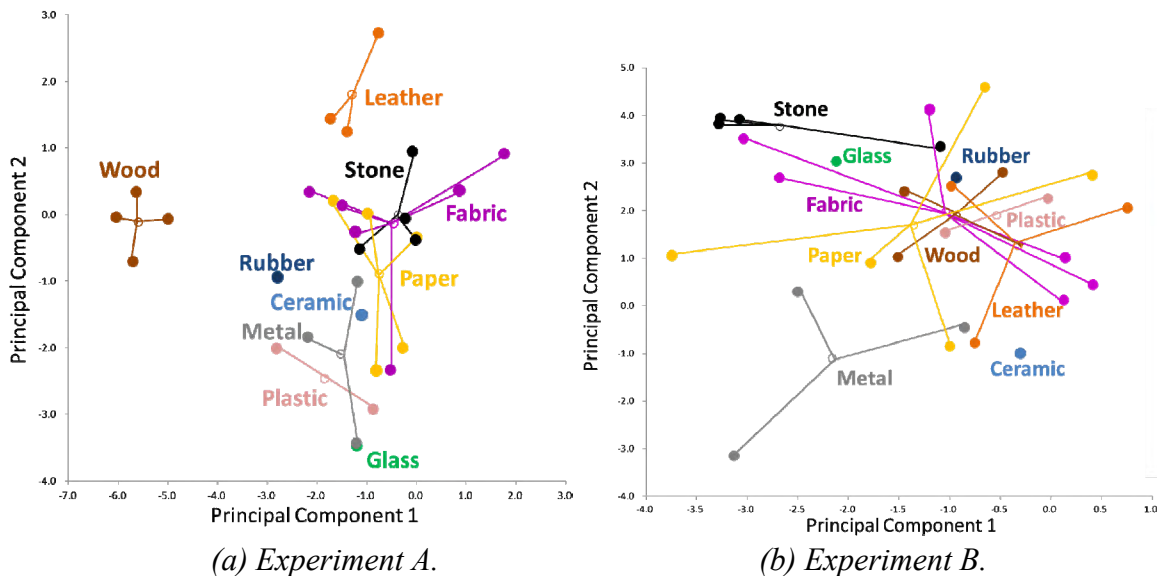 3.0
2.0
1.0
0.0
-1.0
-2.0
-3.0
-4.0
Principal Component 2
-7.0 -6.0 -5.0 -4.0 -3.0 -2.0 -1.0 0.0 1.0 2.0 3.0
Principal Component 1
Leather
Wood
Stone
Fabric
Rubber
Paper
Ceramic
Metal
Plastic
Glass
(a) Experiment A.
5.0
4.0
3.0
2.0
1.0
0.0
-1.0
-2.0
-3.0
-4.0
Principal Component 2
-4.0 -3.5 -3.0 -2.5 -2.0 -1.5 -1.0 -0.5 0.0 0.5 1.0
Principal Component 1
Stone
Glass
Rubber
Fabric
Plastic
Paper
Wood
Leather
Ceramic
Metal
(b) Experiment B.